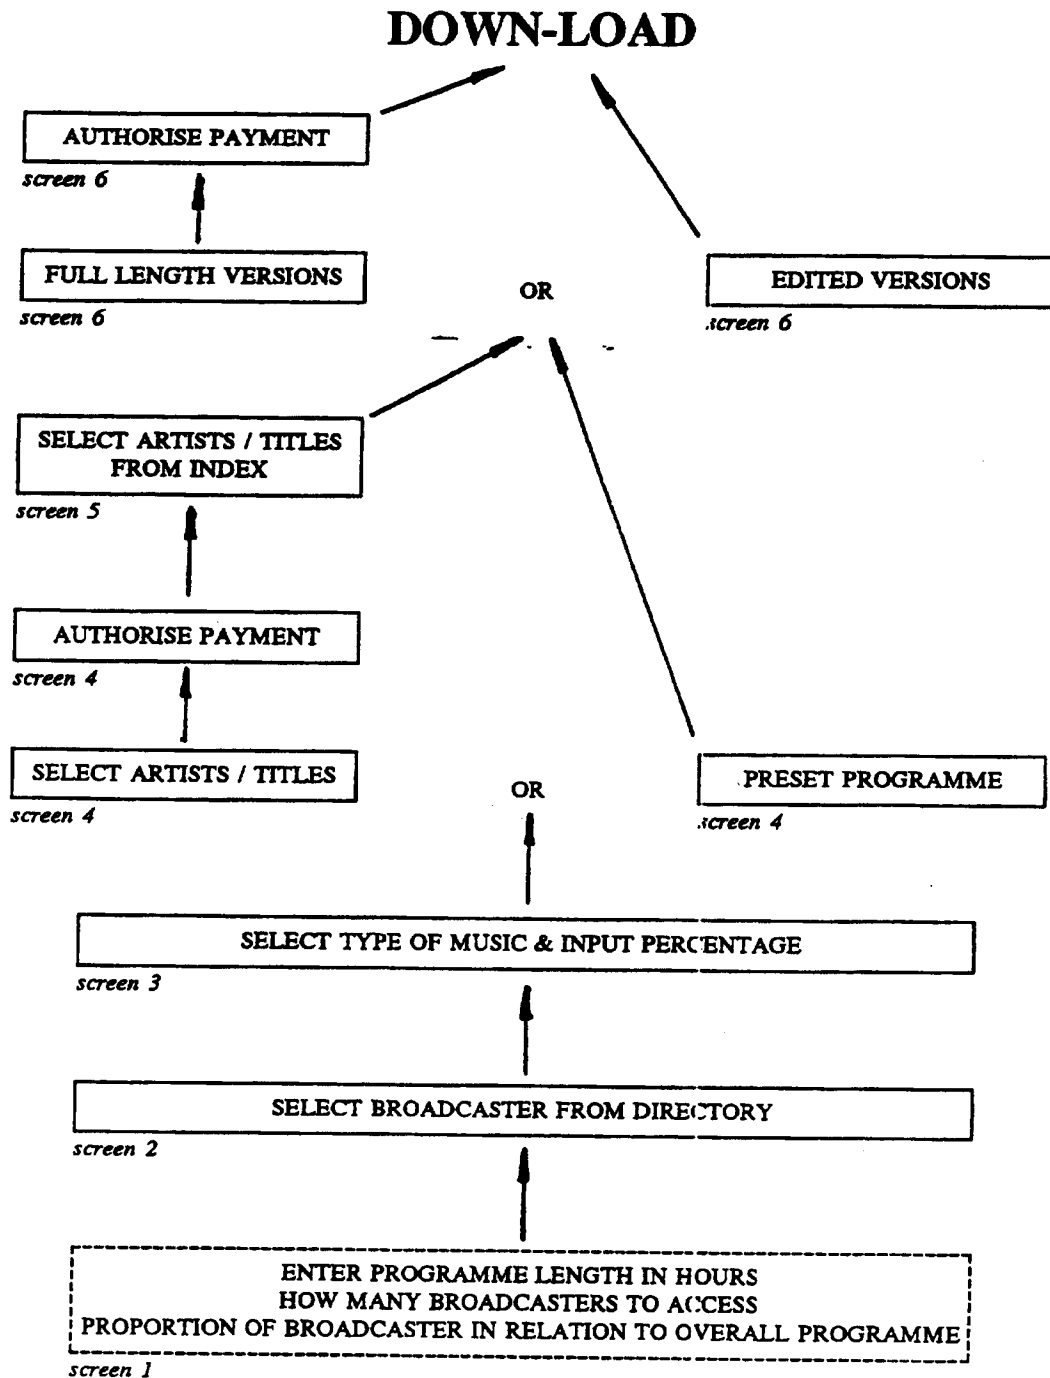 DOWN-LOAD
AUTHORISE PAYMENT
screen 6
FULL LENGTH VERSIONS
screen 6
OR
EDITED VERSIONS
screen 6
SELECT ARTISTS / TITLES
FROM INDEX
screen 5
AUTHORISE PAYMENT
screen 4
SELECT ARTISTS / TITLES
screen 4
OR
PRESET PROGRAMME
screen 4
SELECT TYPE OF MUSIC & INPUT PERCENTAGE
screen 3
SELECT BROADCASTER FROM DIRECTORY
screen 2
ENTER PROGRAMME LENGTH IN HOURS
HOW MANY BROADCASTERS TO ACCESS
PROPORTION OF BROADCASTER IN RELATION TO OVERALL PROGRAMME
screen 1